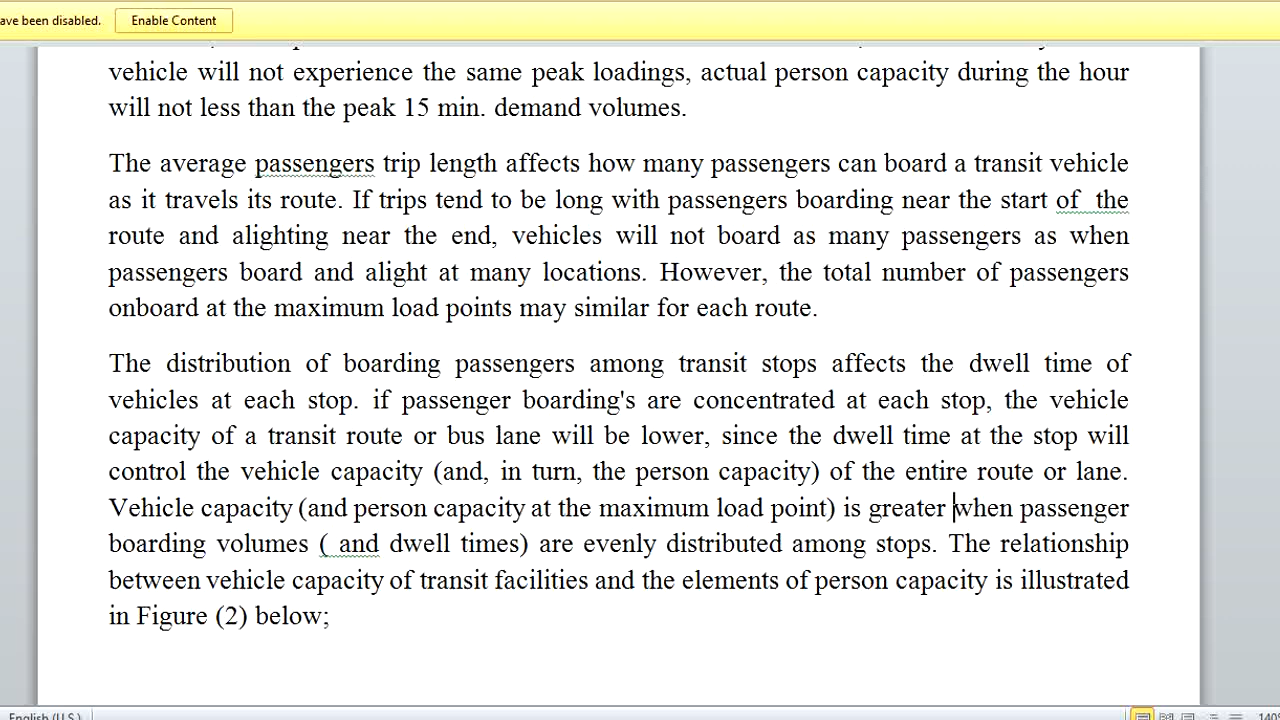 ave been disabled. Enable Content
vehicle will not experience the same peak loadings, actual person capacity during the hour
will not less than the peak 15 min. demand volumes.
The average passengers trip length affects how many passengers can board a transit vehicle
as it travels its route. If trips tend to be long with passengers boarding near the start of the
route and alighting near the end, vehicles will not board as many passengers as when
passengers board and alight at many locations. However, the total number of passengers
onboard at the maximum load points may similar for each route.
The distribution of boarding passengers among transit stops affects the dwell time of
vehicles at each stop. if passenger boarding's are concentrated at each stop, the vehicle
capacity of a transit route or bus lane will be lower, since the dwell time at the stop will
control the vehicle capacity (and, in turn, the person capacity) of the entire route or lane.
Vehicle capacity (and person capacity at the maximum load point) is greater when passenger
boarding volumes ( and dwell times) are evenly distributed among stops. The relationship
between vehicle capacity of transit facilities and the elements of person capacity is illustrated
in Figure (2) below;
English (U.S.) 140%